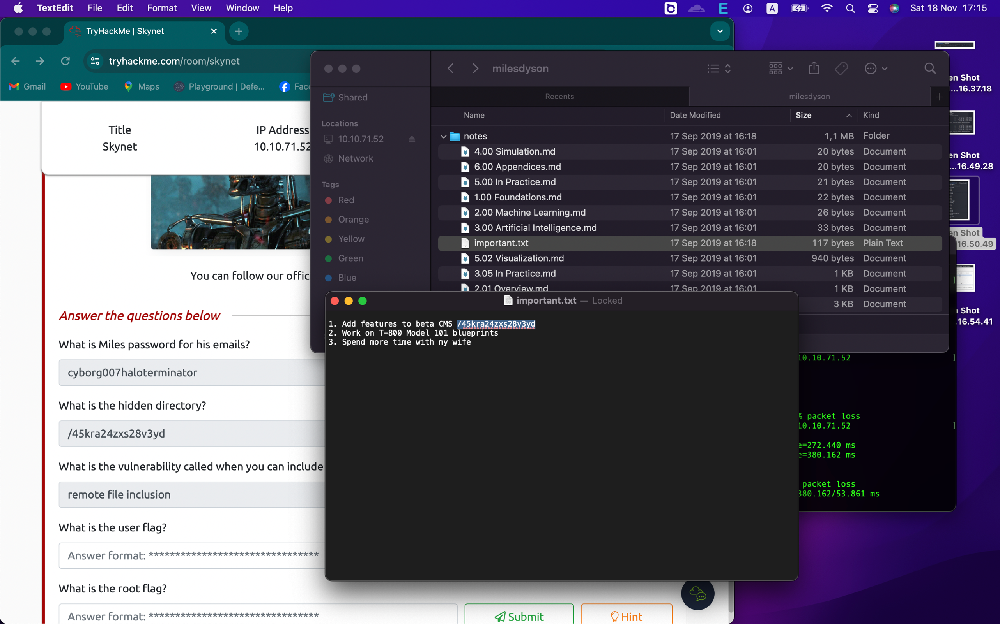 TextEdit File Edit Format View Window Help A Sat 18 Nov 17:15
TryHackMe | Skynet
tryhackme.com/room/skynet
Gmail YouTube Maps Playground | Defe...
Title IP Address
Skynet 10.10.71.52
You can follow our
Answer the questions below
What is Miles password for his emails?
cyborg007haloterminator
What is the hidden directory?
/45kra24zxs28v3yd
What is the vulnerability called when you can include
remote file inclusion
What is the user flag?
Answer format: ********************************
What is the root flag?
Answer format: ********************************
Submit Hint
milesdyson
Recents milesdyson
Shared
Locations
10.10.71.52
Network
Tags
Red
Orange
Yellow
Green
Blue
Name Date Modified Size Kind
notes 17 Sep 2019 at 16:18 1,1 MB Folder
4.00 Simulation.md 17 Sep 2019 at 16:01 20 bytes Document
6.00 Appendices.md 17 Sep 2019 at 16:01 20 bytes Document
5.00 In Practice.md 17 Sep 2019 at 16:01 21 bytes Document
1.00 Foundations.md 17 Sep 2019 at 16:01 22 bytes Document
2.00 Machine Learning.md 17 Sep 2019 at 16:01 26 bytes Document
3.00 Artificial Intelligence.md 17 Sep 2019 at 16:01 33 bytes Document
important.txt 17 Sep 2019 at 16:18 117 bytes Plain Text
5.02 Visualization.md 17 Sep 2019 at 16:01 940 bytes Document
3.05 In Practice.md 17 Sep 2019 at 16:01 1 KB Document
2.01 Overview.md 17 Sep 2019 at 16:01 1 KB Document
3 KB Document
important.txt — Locked
1. Add features to beta CMS /45kra24zxs28v3yd
2. Work on T-800 Model 101 blueprints
3. Spend more time with my wife
10.10.71.52 ]
% packet loss
10.10.71.52 ]
e=272.440 ms
e=380.162 ms
packet loss
380.162/53.861 ms
en Shot
...16.37.18
en Shot
...16.49.28
en Shot
16.50.49
Shot
16.54.41